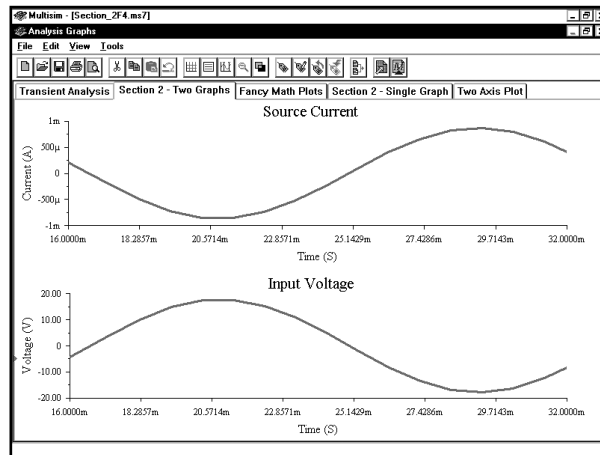 Multisim - [Section_2F4.ms7]
Analysis Graphs
File Edit View Tools
Transient Analysis Section 2 - Two Graphs Fancy Math Plots Section 2 - Single Graph Two Axis Plot
Source Current
Current (A)
1m
500µ
0
-500µ
-1m
16.0000m 18.2857m 20.5714m 22.8571m 25.1429m 27.4286m 29.7143m 32.0000m
Time (S)
Input Voltage
Voltage (V)
20.00
10.00
0
-10.00
-20.00
16.0000m 18.2857m 20.5714m 22.8571m 25.1429m 27.4286m 29.7143m 32.0000m
Time (S)